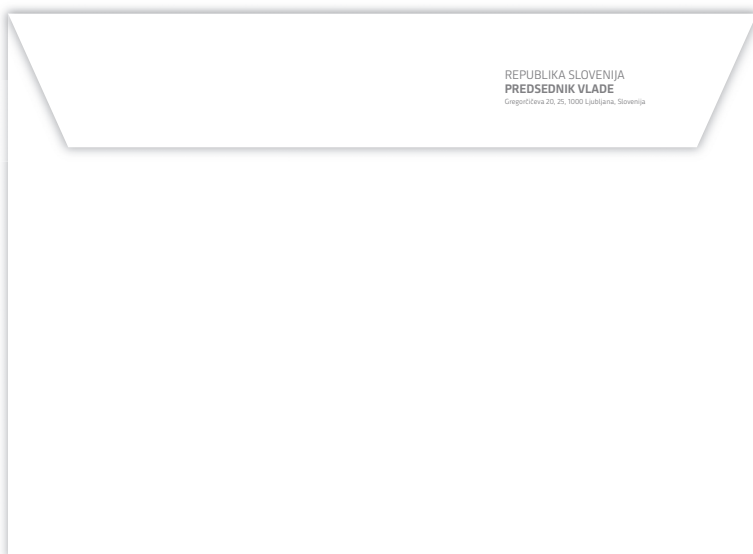 REPUBLIKA SLOVENIJA
PREDSEDNIK VLADE
Gregorčičeva 20, 25, 1000 Ljubljana, Slovenija